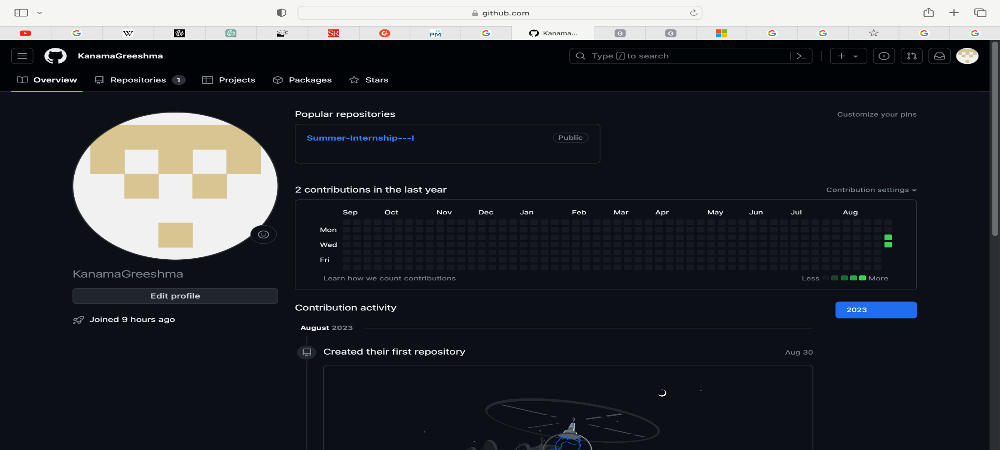 github.com
W
SR
PM
Kanama...
G
G
KanamaGreeshma
Type / to search
Overview
Repositories 1
Projects
Packages
Stars
Popular repositories
Customize your pins
Summer-Internship---I
Public
2 contributions in the last year
Contribution settings
Sep Oct Nov Dec Jan Feb Mar Apr May Jun Jul Aug
Mon
Wed
Fri
Learn how we count contributions
Less More
KanamaGreeshma
Edit profile
Joined 9 hours ago
Contribution activity
2023
August 2023
Created their first repository
Aug 30